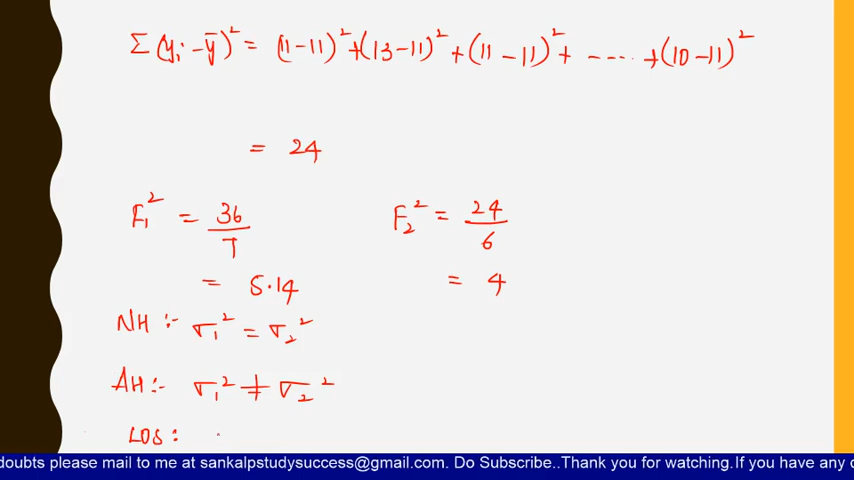 Σ(yᵢ - ȳ)² = (11-11)² + (13-11)² + (11-11)² + ----- + (10-11)²
= 24
F₁² = 36/7 F₂² = 24/6
= 5.14 = 4
NH :- σ₁² = σ₂²
AH :- σ₁² ≠ σ₂²
LOS :
doubts please mail to me at sankalpstudysuccess@gmail.com. Do Subscribe..Thank you for watching.If you have any